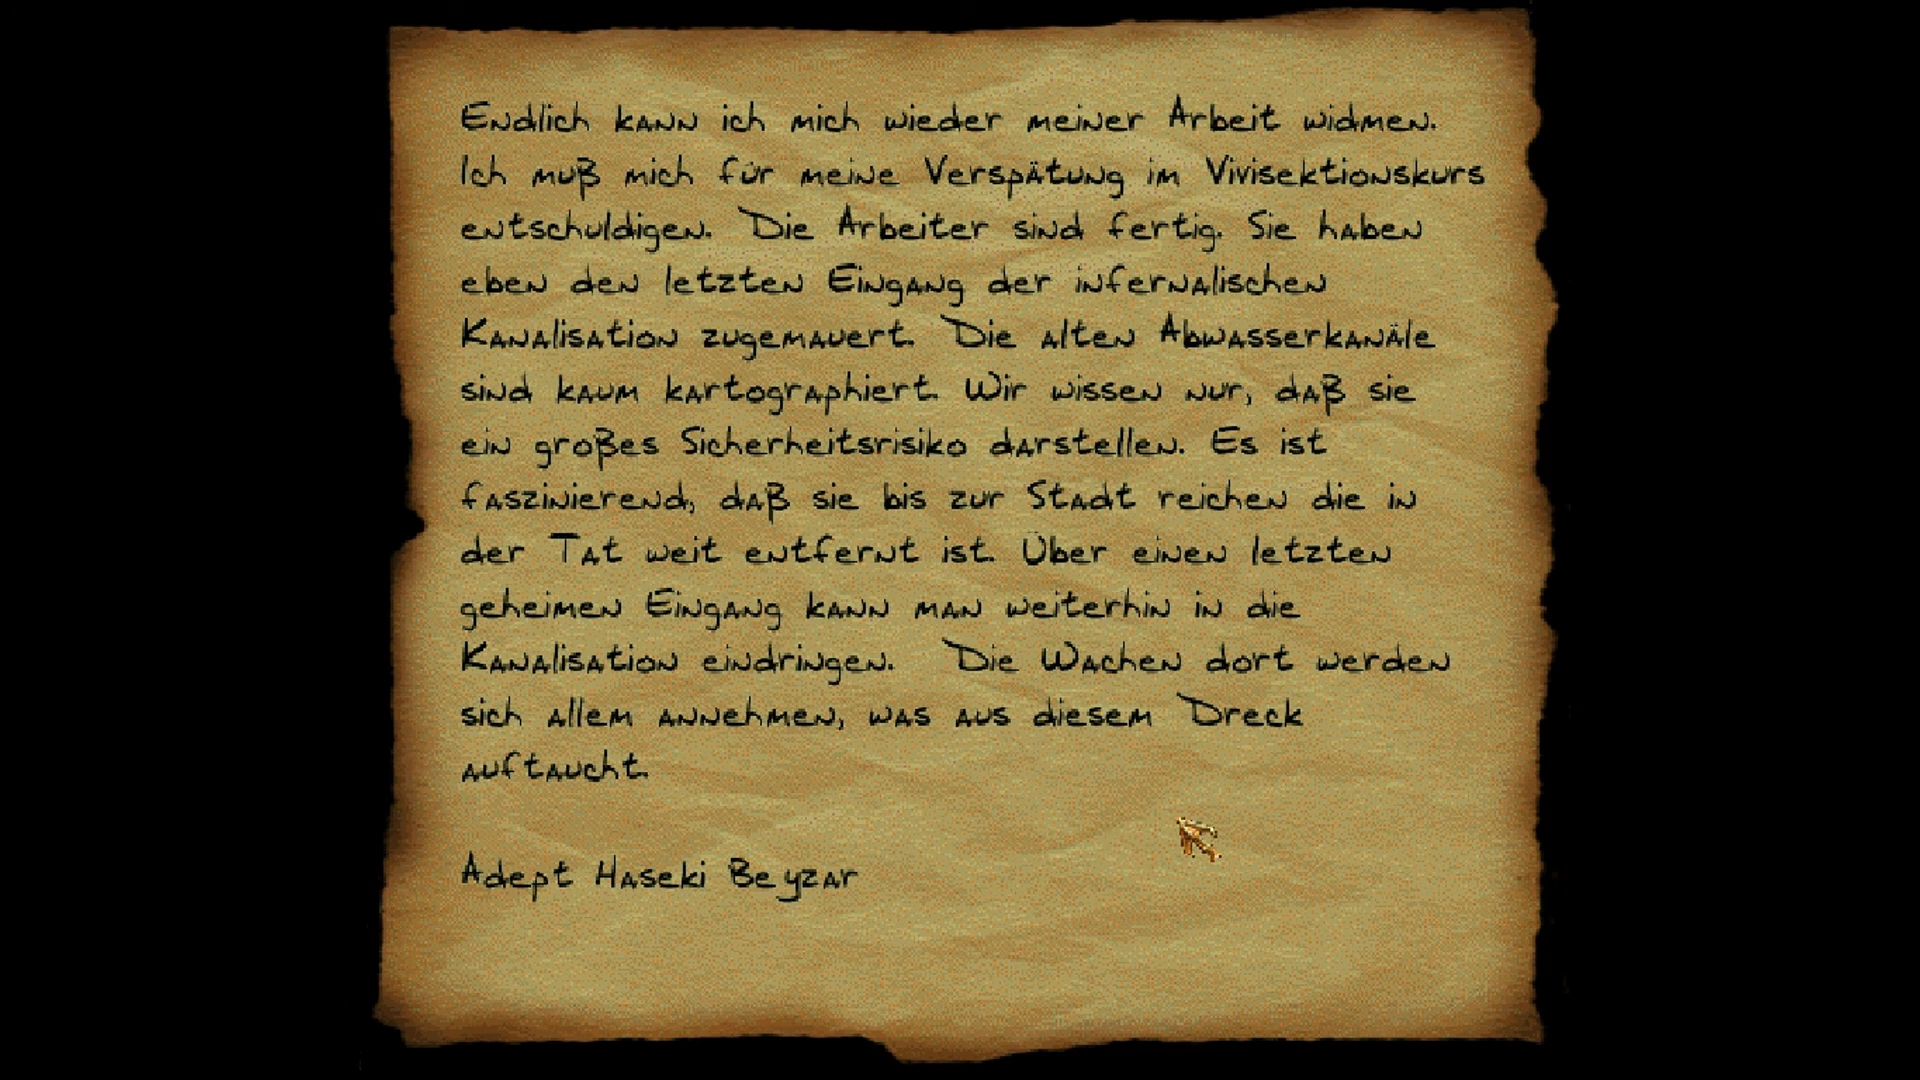 Endlich kann ich mich wieder meiner Arbeit widmen.
Ich muß mich für meine Verspätung im Vivisektionskurs
entschuldigen. Die Arbeiter sind fertig. Sie haben
eben den letzten Eingang der infernalischen
Kanalisation zugemauert. Die alten Abwasserkanäle
sind kaum kartographiert. Wir wissen nur, daß sie
ein großes Sicherheitsrisiko darstellen. Es ist
faszinierend, daß sie bis zur Stadt reichen die in
der Tat weit entfernt ist. Über einen letzten
geheimen Eingang kann man weiterhin in die
Kanalisation eindringen. Die Wachen dort werden
sich allem annehmen, was aus diesem Dreck
auftaucht.
Adept Haseki Beyzar